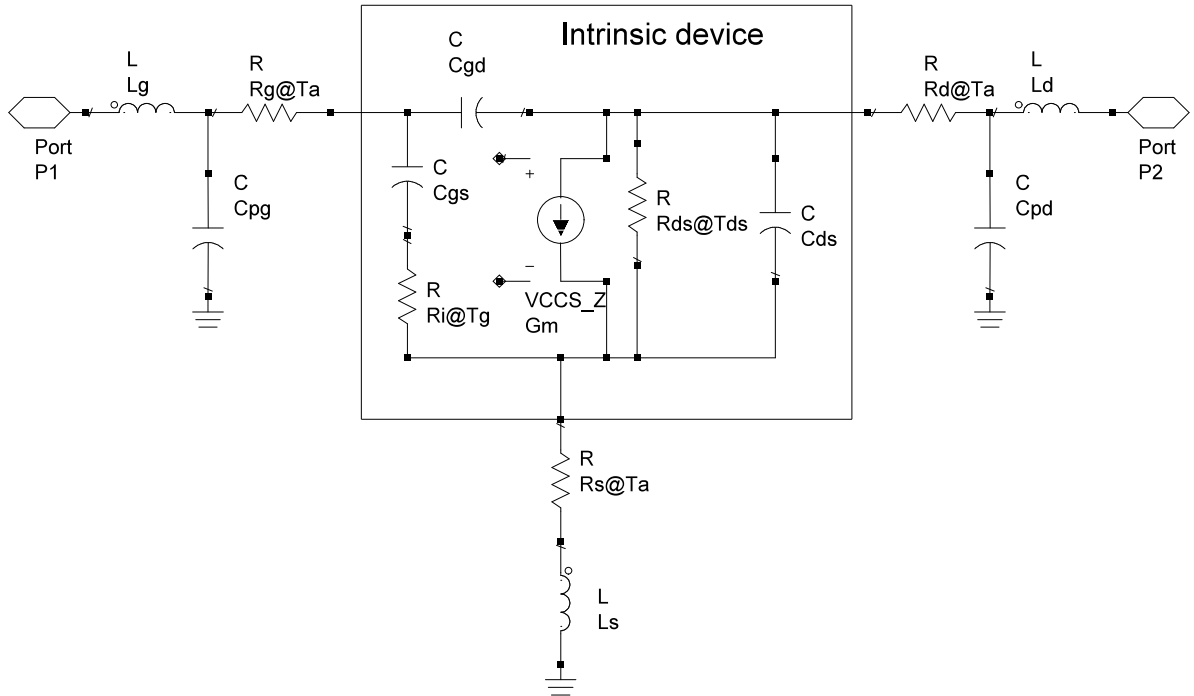 Intrinsic device
L
Lg
R
Rg@Ta
C
Cgd
R
Rd@Ta
L
Ld
Port
P1
Port
P2
C
Cpg
C
Cgs
+
R
Rds@Tds
C
Cds
C
Cpd
R
Ri@Tg
−
VCCS_Z
Gm
R
Rs@Ta
L
Ls